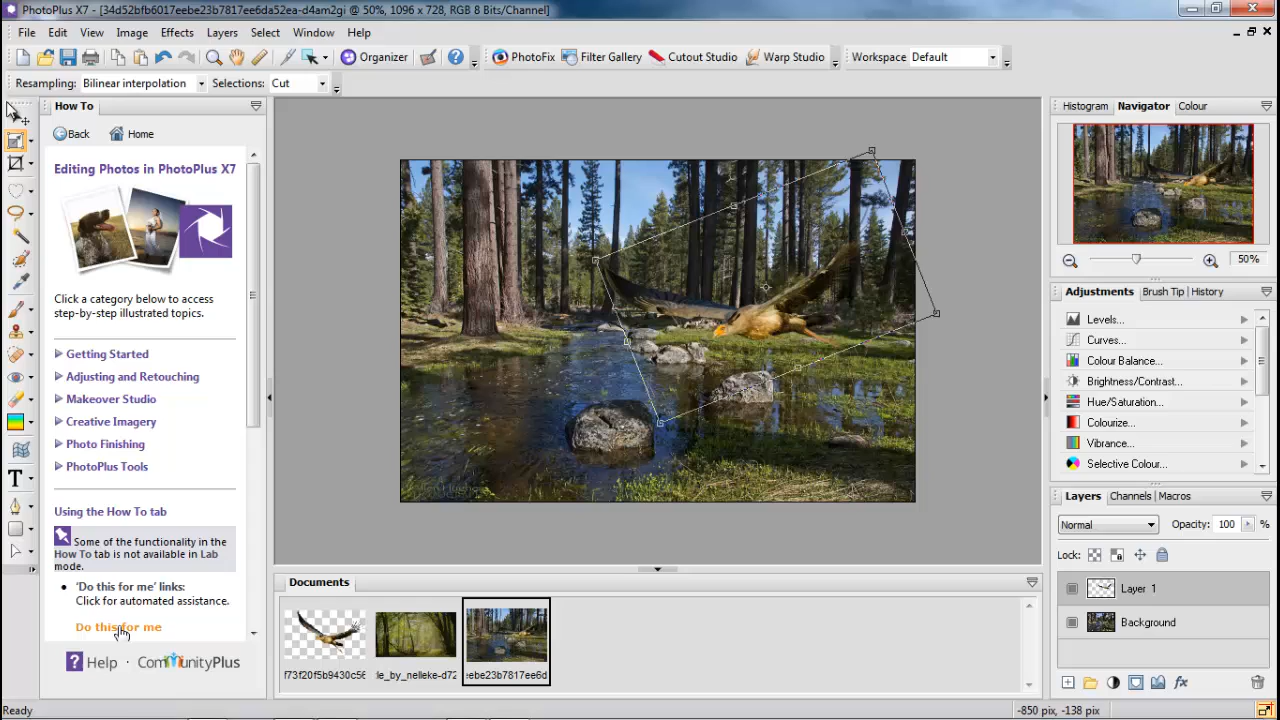 PhotoPlus X7 - [34d52bfb6017eebe23b7817ee6da52ea-d4am2gi @ 50%, 1096 x 728, RGB 8 Bits/Channel]
File Edit View Image Effects Layers Select Window Help
Organizer PhotoFix Filter Gallery Cutout Studio Warp Studio Workspace Default
Resampling: Bilinear interpolation Selections: Cut
How To
Back Home
Editing Photos in PhotoPlus X7
Click a category below to access
step-by-step illustrated topics.
Getting Started
Adjusting and Retouching
Makeover Studio
Creative Imagery
Photo Finishing
PhotoPlus Tools
Using the How To tab
Some of the functionality in the
How To tab is not available in Lab
mode.
'Do this for me' links:
Click for automated assistance.
Do this for me
Help · CommunityPlus
Histogram Navigator Colour
50%
Adjustments Brush Tip | History
Levels...
Curves...
Colour Balance...
Brightness/Contrast...
Hue/Saturation...
Colourize...
Vibrance...
Selective Colour...
Layers Channels | Macros
Normal Opacity: 100
Lock:
Layer 1
Background
Documents
f73f20f5b9430c56 :le_by_nelleke-d72 :ebe23b7817ee6d
Ready
-850 pix, -138 pix